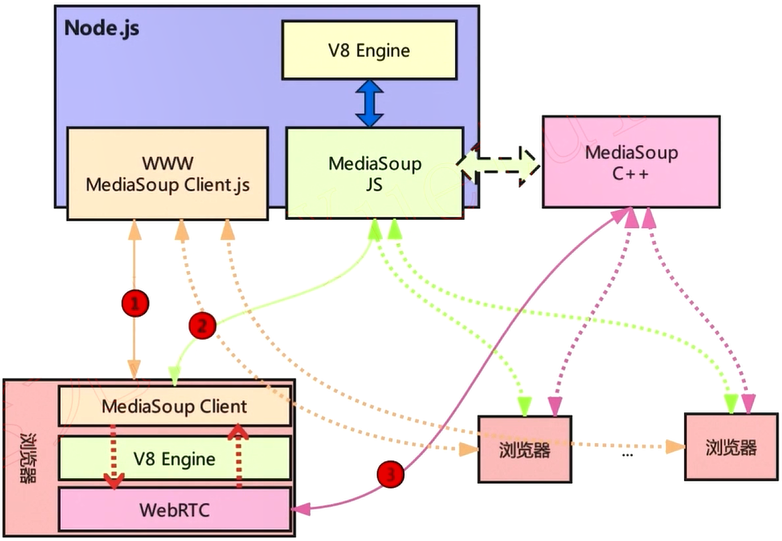 Node.js
V8 Engine
WWW
MediaSoup Client.js
MediaSoup
JS
MediaSoup
C++
1
2
浏览器
MediaSoup Client
V8 Engine
WebRTC
3
浏览器
...
浏览器